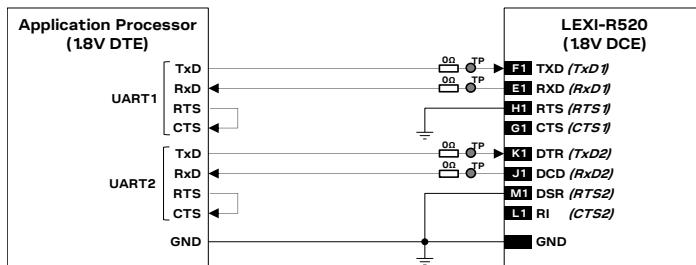 Application Processor
(1.8V DTE)
LEXI-R520
(1.8V DCE)
UART1
TxD
0Ω
TP
F1 TXD (TxD1)
RxD
0Ω
TP
E1 RXD (RxD1)
RTS
H1 RTS (RTS1)
CTS
G1 CTS (CTS1)
UART2
TxD
0Ω
TP
K1 DTR (TxD2)
RxD
0Ω
TP
J1 DCD (RxD2)
RTS
M1 DSR (RTS2)
CTS
L1 RI (CTS2)
GND
GND